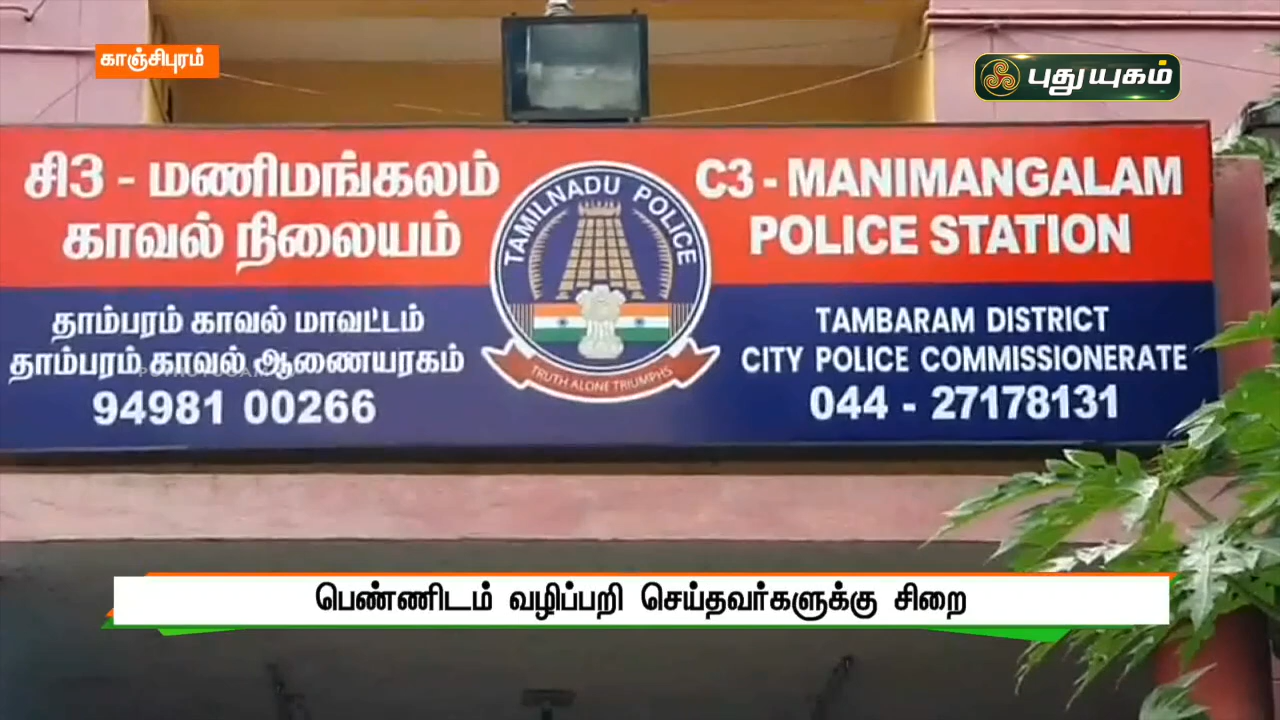 காஞ்சிபுரம்
புதுயுகம்
சி3 - மணிமங்கலம்
காவல் நிலையம்
தாம்பரம் காவல் மாவட்டம்
தாம்பரம் காவல் ஆணையரகம்
94981 00266
TAMILNADU POLICE
TRUTH ALONE TRIUMPHS
C3 - MANIMANGALAM
POLICE STATION
TAMBARAM DISTRICT
CITY POLICE COMMISSIONERATE
044 - 27178131
பெண்ணிடம் வழிப்பறி செய்தவர்களுக்கு சிறை